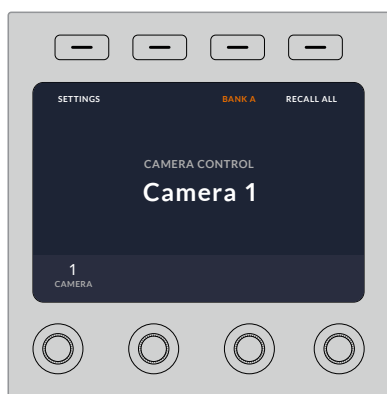 SETTINGS BANK A RECALL ALL
CAMERA CONTROL
Camera 1
1
CAMERA